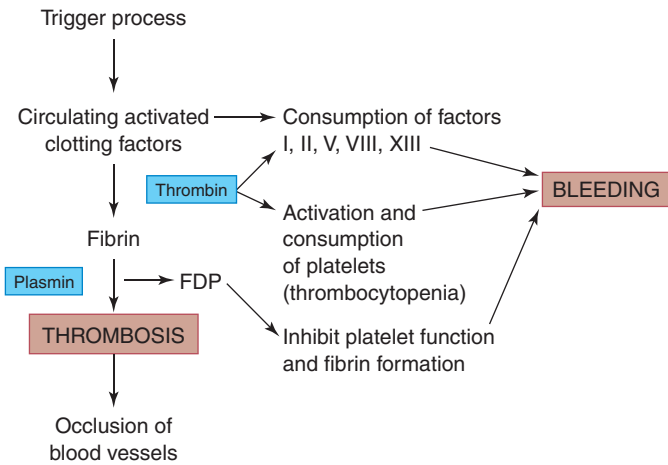 Trigger process
Circulating activated
clotting factors
Consumption of factors
I, II, V, VIII, XIII
Thrombin
BLEEDING
Activation and
consumption
of platelets
(thrombocytopenia)
Fibrin
Plasmin
FDP
THROMBOSIS
Inhibit platelet function
and fibrin formation
Occlusion of
blood vessels